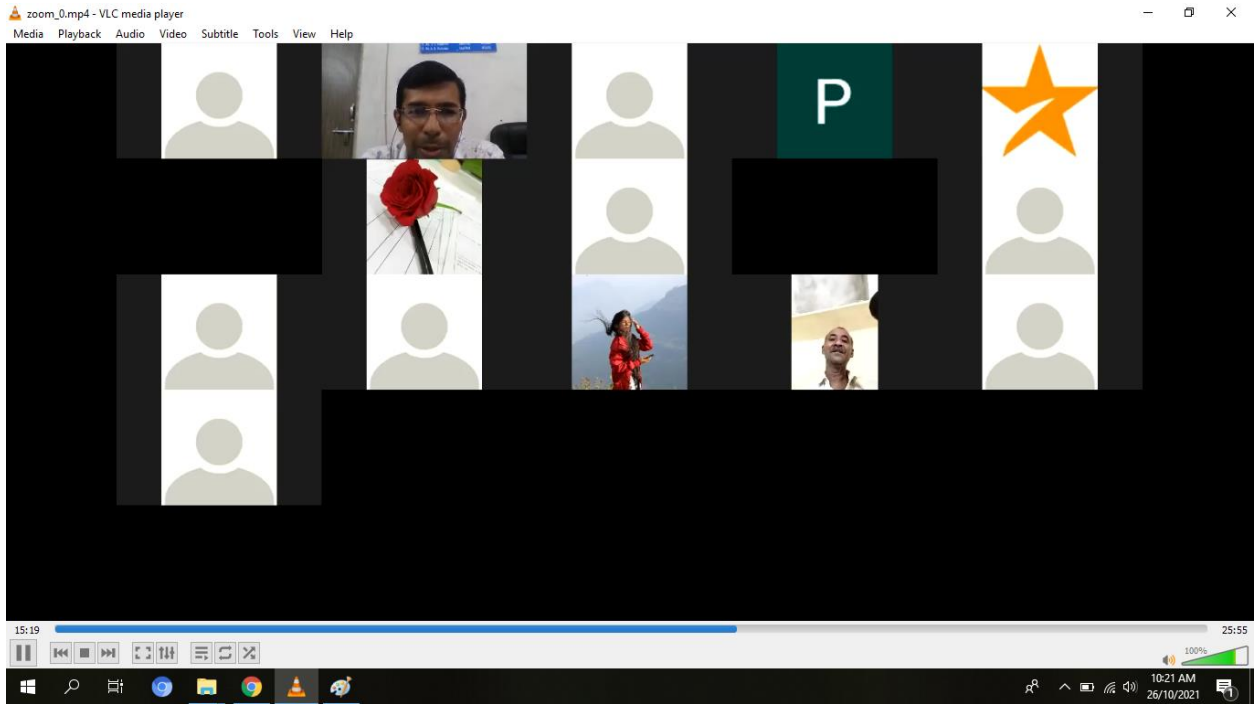 zoom_0.mp4 - VLC media player
Media Playback Audio Video Subtitle Tools View Help
P
15:19
25:55
100%
10:21 AM
26/10/2021
1